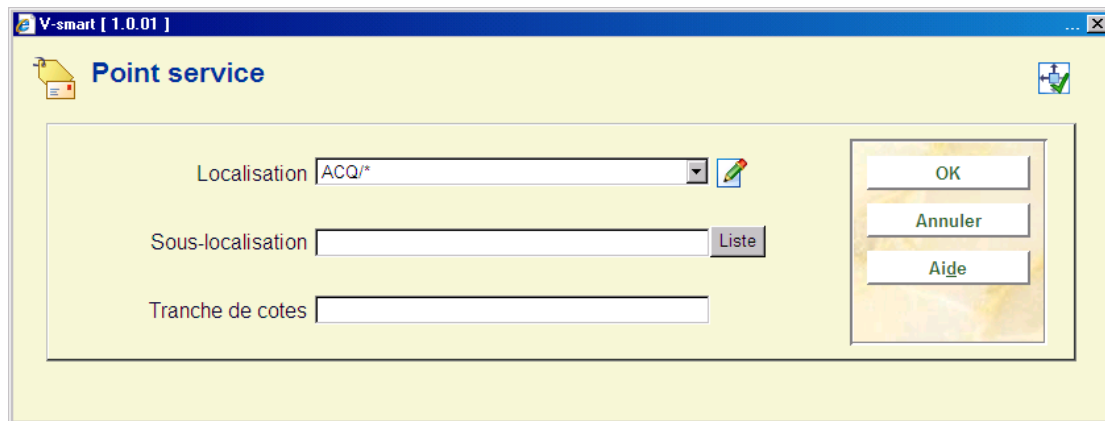 V-smart [ 1.0.01 ]
...
Point service
Localisation ACQ/*
OK
Annuler
Sous-localisation Liste
Aide
Tranche de cotes